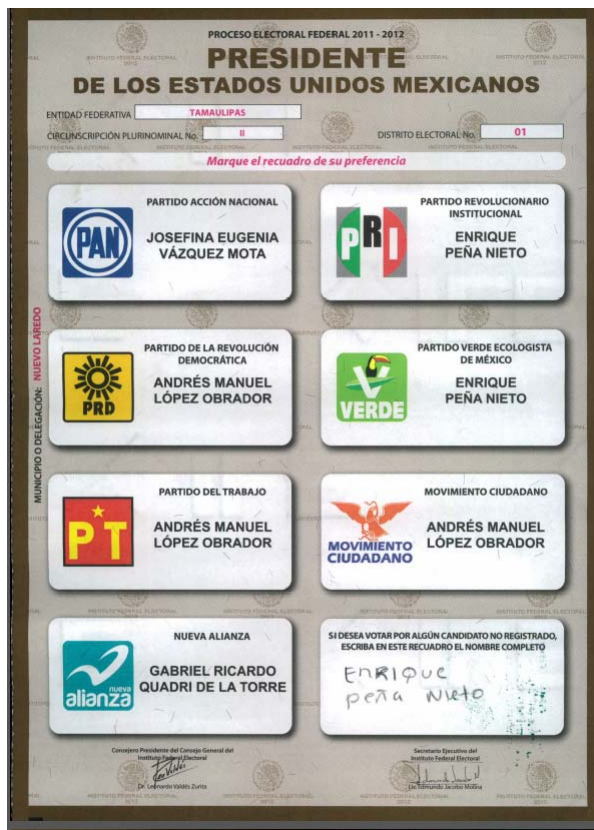 PROCESO ELECTORAL FEDERAL 2011 - 2012
PRESIDENTE
DE LOS ESTADOS UNIDOS MEXICANOS
ENTIDAD FEDERATIVA TAMAULIPAS
CIRCUNSCRIPCIÓN PLURINOMINAL No. II DISTRITO ELECTORAL No. 01
Marque el recuadro de su preferencia
MUNICIPIO O DELEGACIÓN: NUEVO LAREDO
PAN
PARTIDO ACCIÓN NACIONAL
JOSEFINA EUGENIA
VÁZQUEZ MOTA
PRI
PARTIDO REVOLUCIONARIO
INSTITUCIONAL
ENRIQUE
PEÑA NIETO
PRD
PARTIDO DE LA REVOLUCIÓN
DEMOCRÁTICA
ANDRÉS MANUEL
LÓPEZ OBRADOR
VERDE
PARTIDO VERDE ECOLOGISTA
DE MÉXICO
ENRIQUE
PEÑA NIETO
PT
PARTIDO DEL TRABAJO
ANDRÉS MANUEL
LÓPEZ OBRADOR
MOVIMIENTO
CIUDADANO
MOVIMIENTO CIUDADANO
ANDRÉS MANUEL
LÓPEZ OBRADOR
nueva
alianza
NUEVA ALIANZA
GABRIEL RICARDO
QUADRI DE LA TORRE
SI DESEA VOTAR POR ALGÚN CANDIDATO NO REGISTRADO,
ESCRIBA EN ESTE RECUADRO EL NOMBRE COMPLETO
ENRIQUE
peña Nieto
Consejero Presidente del Consejo General del
Instituto Federal Electoral
Dr. Leonardo Valdés Zurita
Secretario Ejecutivo del
Instituto Federal Electoral
Lic. Edmundo Jacobo Molina